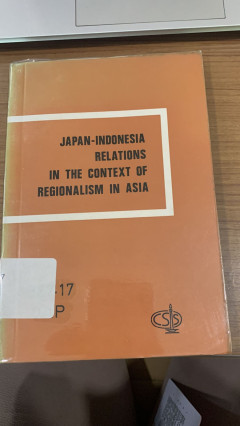 JAPAN-INDONESIA
RELATIONS
IN THE CONTEXT OF
REGIONALISM IN ASIA
17
P
CSIS